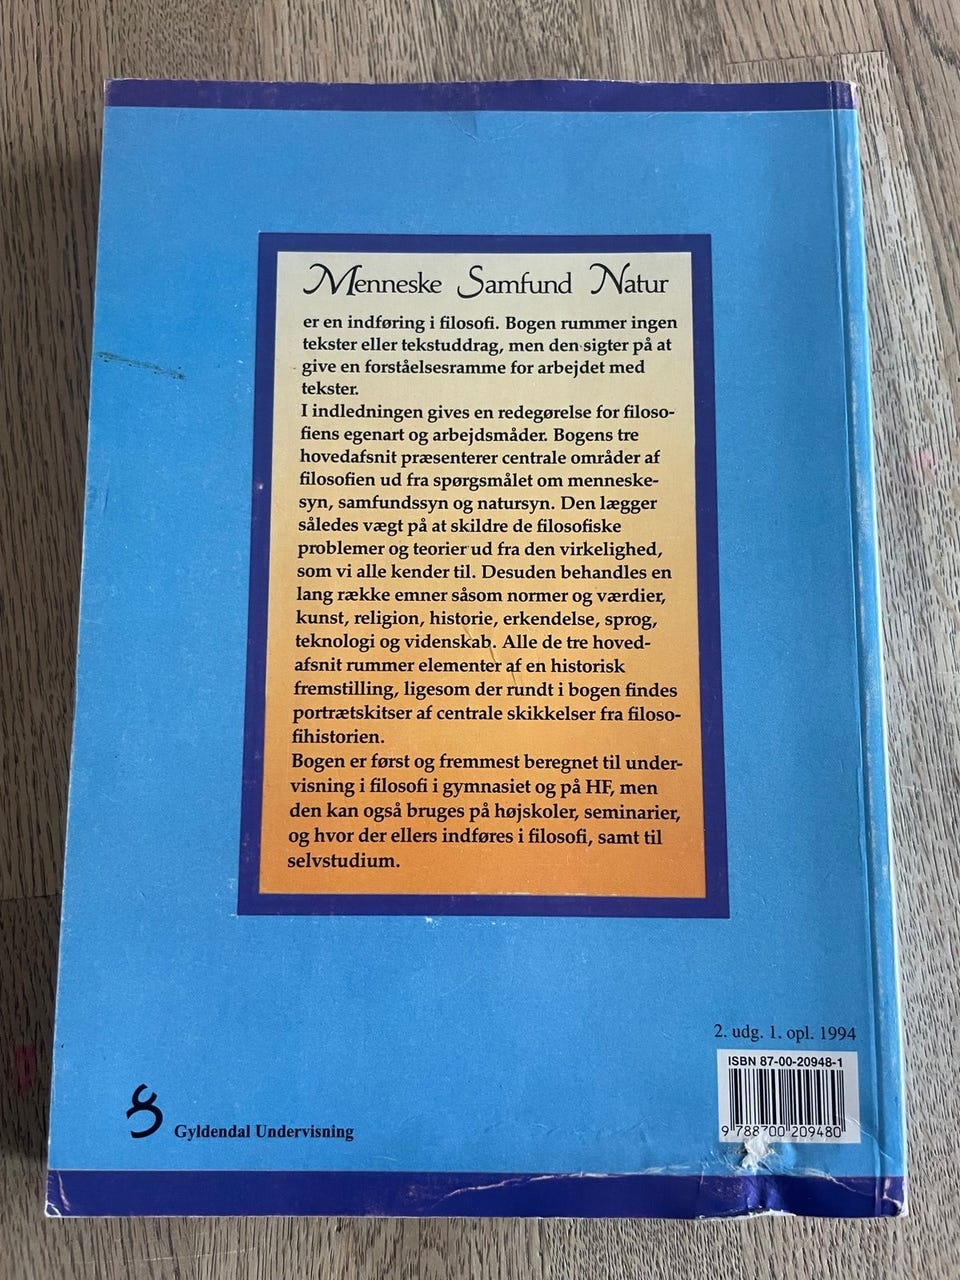 Menneske Samfund Natur
er en indføring i filosofi. Bogen rummer ingen
tekster eller tekstuddrag, men den sigter på at
give en forståelsesramme for arbejdet med
tekster.
I indledningen gives en redegørelse for filoso-
fiens egenart og arbejdsmåder. Bogens tre
hovedafsnit præsenterer centrale områder af
filosofien ud fra spørgsmålet om menneske-
syn, samfundssyn og natursyn. Den lægger
således vægt på at skildre de filosofiske
problemer og teorier ud fra den virkelighed,
som vi alle kender til. Desuden behandles en
lang række emner såsom normer og værdier,
kunst, religion, historie, erkendelse, sprog,
teknologi og videnskab. Alle de tre hoved-
afsnit rummer elementer af en historisk
fremstilling, ligesom der rundt i bogen findes
portrætskitser af centrale skikkelser fra filoso-
fihistorien.
Bogen er først og fremmest beregnet til under-
visning i filosofi i gymnasiet og på HF, men
den kan også bruges på højskoler, seminarier,
og hvor der ellers indføres i filosofi, samt til
selvstudium.
2. udg. 1. opl. 1994
ISBN 87-00-20948-1
9 788700 209480
Gyldendal Undervisning